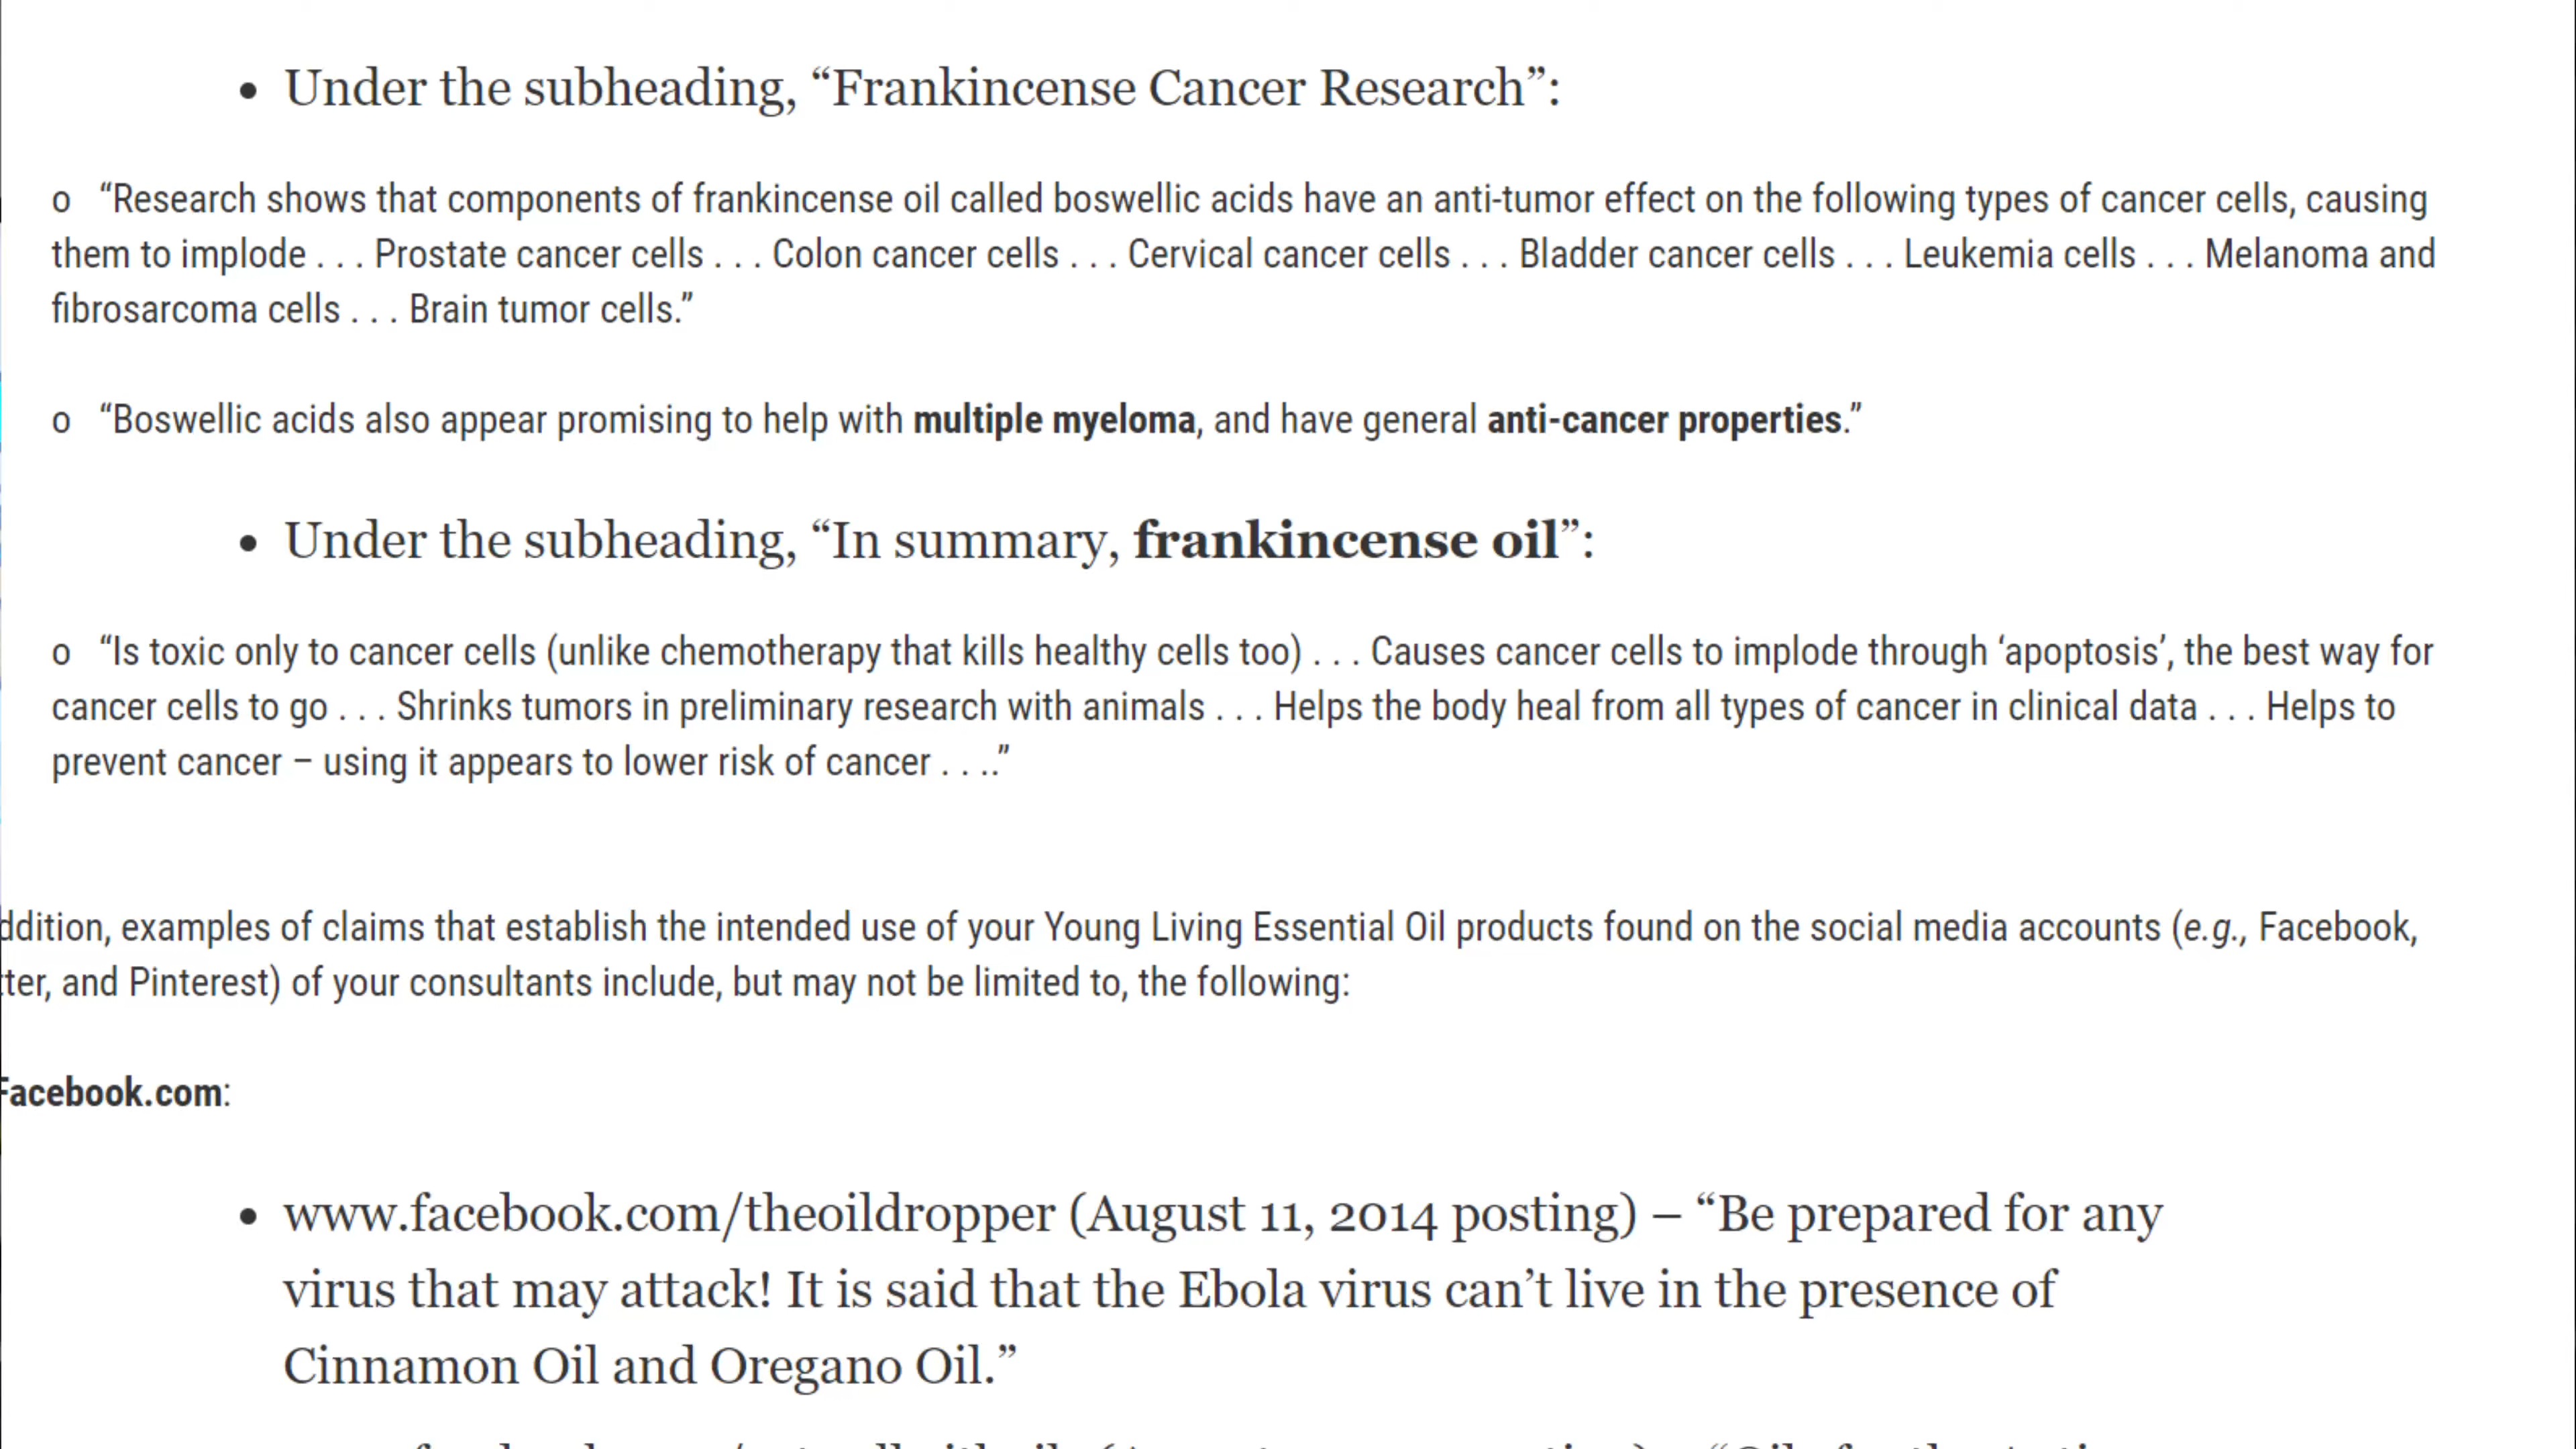 • Under the subheading, “Frankincense Cancer Research”:
o “Research shows that components of frankincense oil called boswellic acids have an anti-tumor effect on the following types of cancer cells, causing
them to implode . . . Prostate cancer cells . . . Colon cancer cells . . . Cervical cancer cells . . . Bladder cancer cells . . . Leukemia cells . . . Melanoma and
fibrosarcoma cells . . . Brain tumor cells.”
o “Boswellic acids also appear promising to help with multiple myeloma, and have general anti-cancer properties.”
• Under the subheading, “In summary, frankincense oil”:
o “Is toxic only to cancer cells (unlike chemotherapy that kills healthy cells too) . . . Causes cancer cells to implode through ‘apoptosis’, the best way for
cancer cells to go . . . Shrinks tumors in preliminary research with animals . . . Helps the body heal from all types of cancer in clinical data . . . Helps to
prevent cancer – using it appears to lower risk of cancer . . ..”
ddition, examples of claims that establish the intended use of your Young Living Essential Oil products found on the social media accounts (e.g., Facebook,
tter, and Pinterest) of your consultants include, but may not be limited to, the following:
Facebook.com:
• www.facebook.com/theoildropper (August 11, 2014 posting) – “Be prepared for any
virus that may attack! It is said that the Ebola virus can’t live in the presence of
Cinnamon Oil and Oregano Oil.”